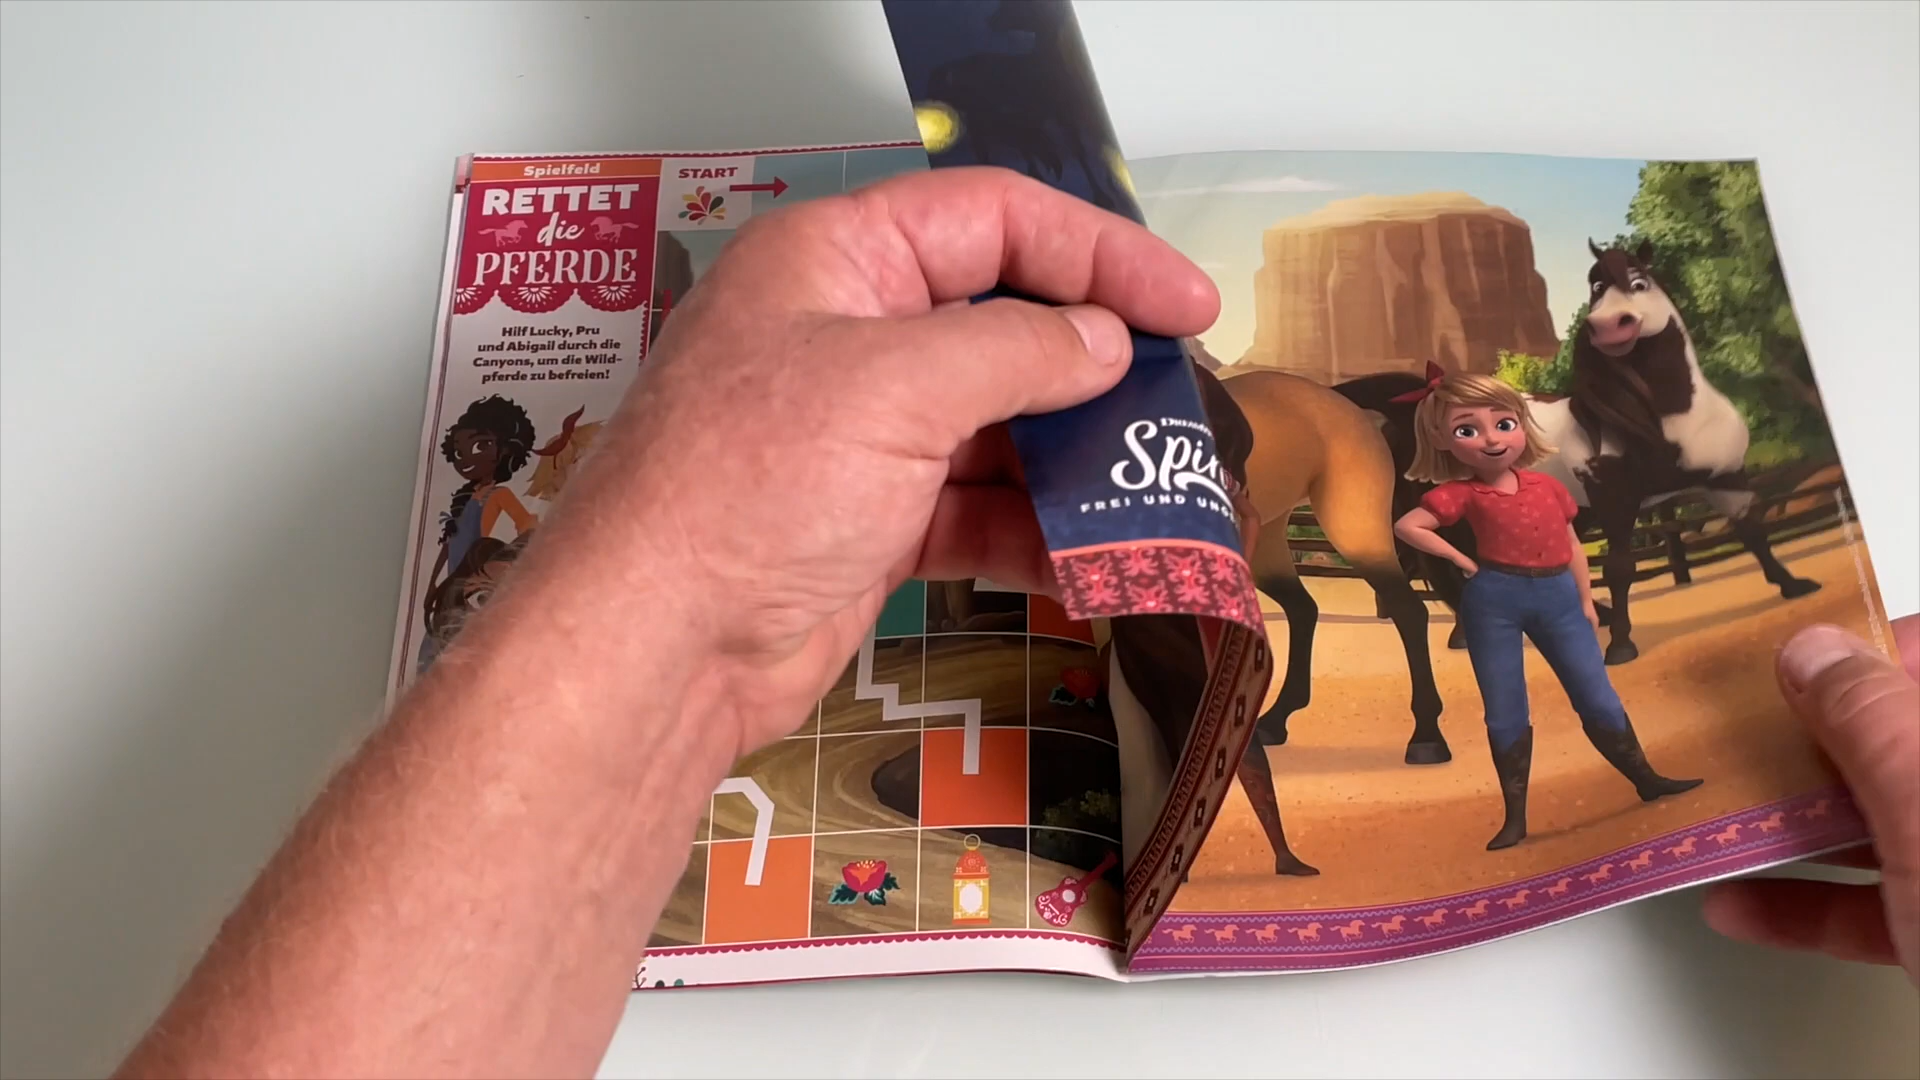 Spielfeld
RETTET
die
PFERDE
START
Hilf Lucky, Pru
und Abigail durch die
Canyons, um die Wild-
pferde zu befreien!
FREI UND